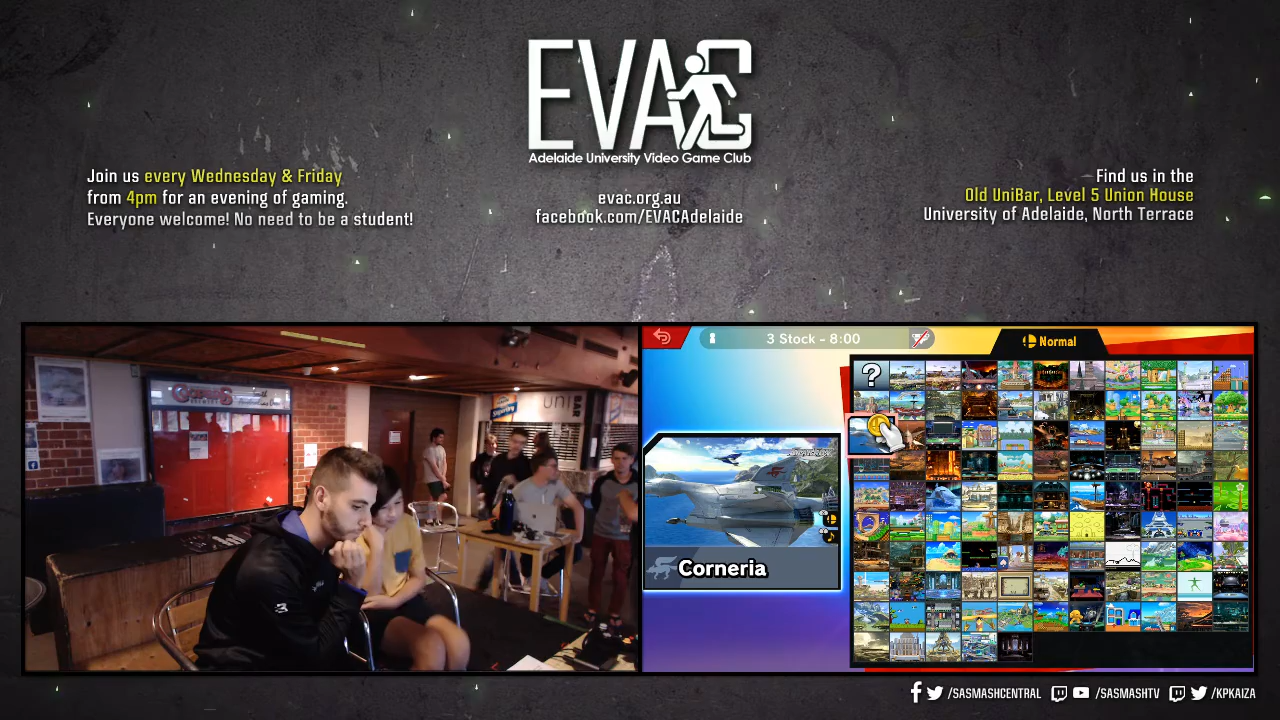 EVAC
Adelaide University Video Game Club
Join us every Wednesday & Friday
from 4pm for an evening of gaming.
Everyone welcome! No need to be a student!
evac.org.au
facebook.com/EVACAdelaide
Find us in the
Old UniBar, Level 5 Union House
University of Adelaide, North Terrace
3 Stock - 8:00
Normal
?
UNI
BAR
Corneria
/SASMASHCENTRAL
/SASMASHTV
/KPKAIZA